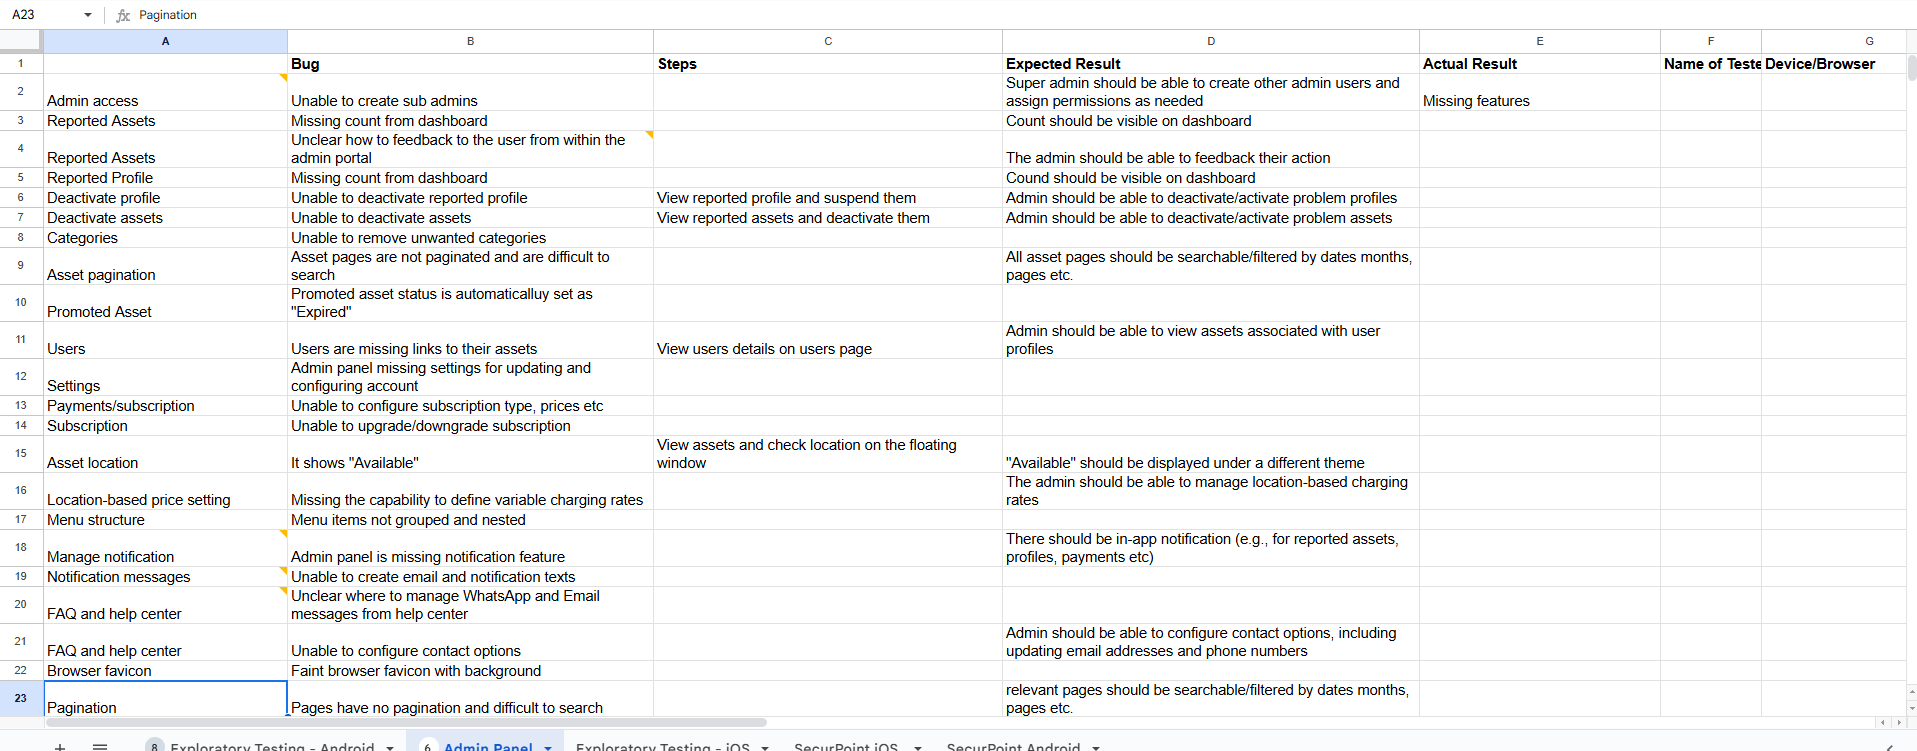 A23 fx Pagination
A B C D E F G
1 Bug Steps Expected Result Actual Result Name of Teste Device/Browser
Super admin should be able to create other admin users and
2 Admin access Unable to create sub admins assign permissions as needed Missing features
3 Reported Assets Missing count from dashboard Count should be visible on dashboard
Unclear how to feedback to the user from within the
4 Reported Assets admin portal The admin should be able to feedback their action
5 Reported Profile Missing count from dashboard Cound should be visible on dashboard
6 Deactivate profile Unable to deactivate reported profile View reported profile and suspend them Admin should be able to deactivate/activate problem profiles
7 Deactivate assets Unable to deactivate assets View reported assets and deactivate them Admin should be able to deactivate/activate problem assets
8 Categories Unable to remove unwanted categories
Asset pages are not paginated and are difficult to All asset pages should be searchable/filtered by dates months,
9 Asset pagination search pages etc.
Promoted asset status is automaticalluy set as
10 Promoted Asset "Expired"
Admin should be able to view assets associated with user
11 Users Users are missing links to their assets View users details on users page profiles
Admin panel missing settings for updating and
12 Settings configuring account
13 Payments/subscription Unable to configure subscription type, prices etc
14 Subscription Unable to upgrade/downgrade subscription
View assets and check location on the floating
15 Asset location It shows "Available" window "Available" should be displayed under a different theme
The admin should be able to manage location-based charging
16 Location-based price setting Missing the capability to define variable charging rates rates
17 Menu structure Menu items not grouped and nested
There should be in-app notification (e.g., for reported assets,
18 Manage notification Admin panel is missing notification feature profiles, payments etc)
19 Notification messages Unable to create email and notification texts
Unclear where to manage WhatsApp and Email
20 FAQ and help center messages from help center
Admin should be able to configure contact options, including
21 FAQ and help center Unable to configure contact options updating email addresses and phone numbers
22 Browser favicon Faint browser favicon with background
relevant pages should be searchable/filtered by dates months,
23 Pagination Pages have no pagination and difficult to search pages etc.
8 Exploratory Testing - Android 6 Admin Panel Exploratory Testing - iOS SecurPoint iOS SecurPoint Android